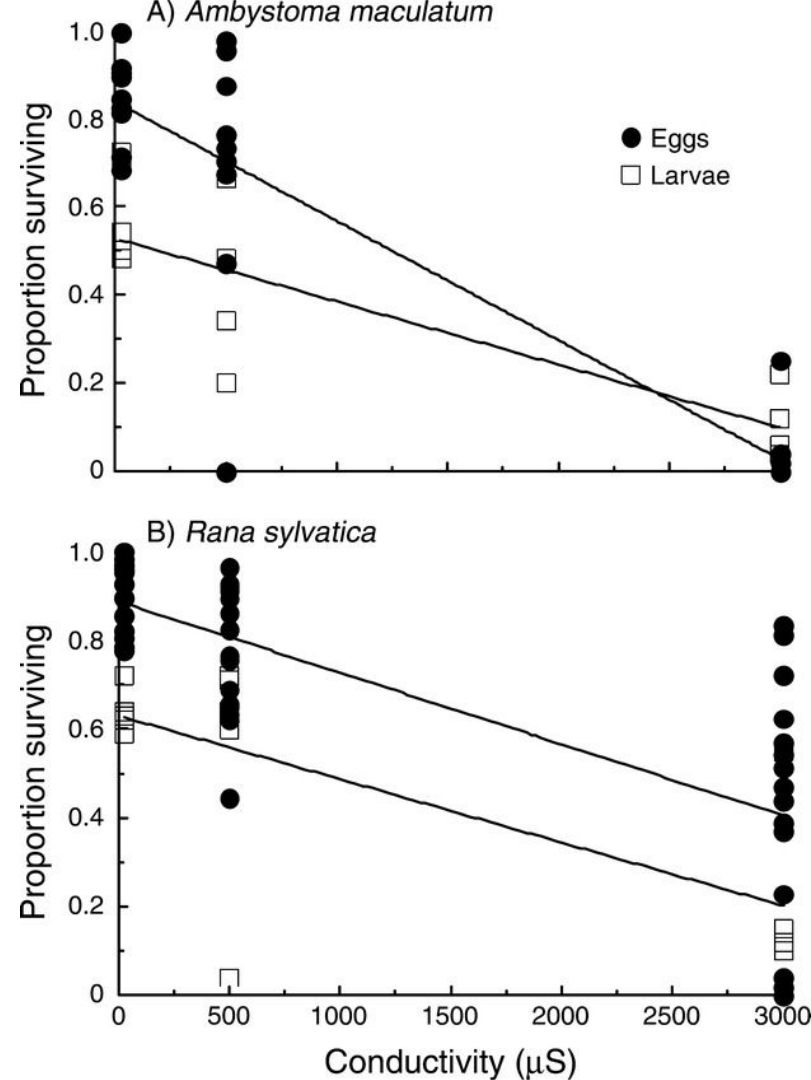 A) Ambystoma maculatum
1.0
0.8
0.6
0.4
0.2
0
Proportion surviving
Eggs
Larvae
B) Rana sylvatica
1.0
0.8
0.6
0.4
0.2
0
Proportion surviving
0 500 1000 1500 2000 2500 3000
Conductivity (μS)